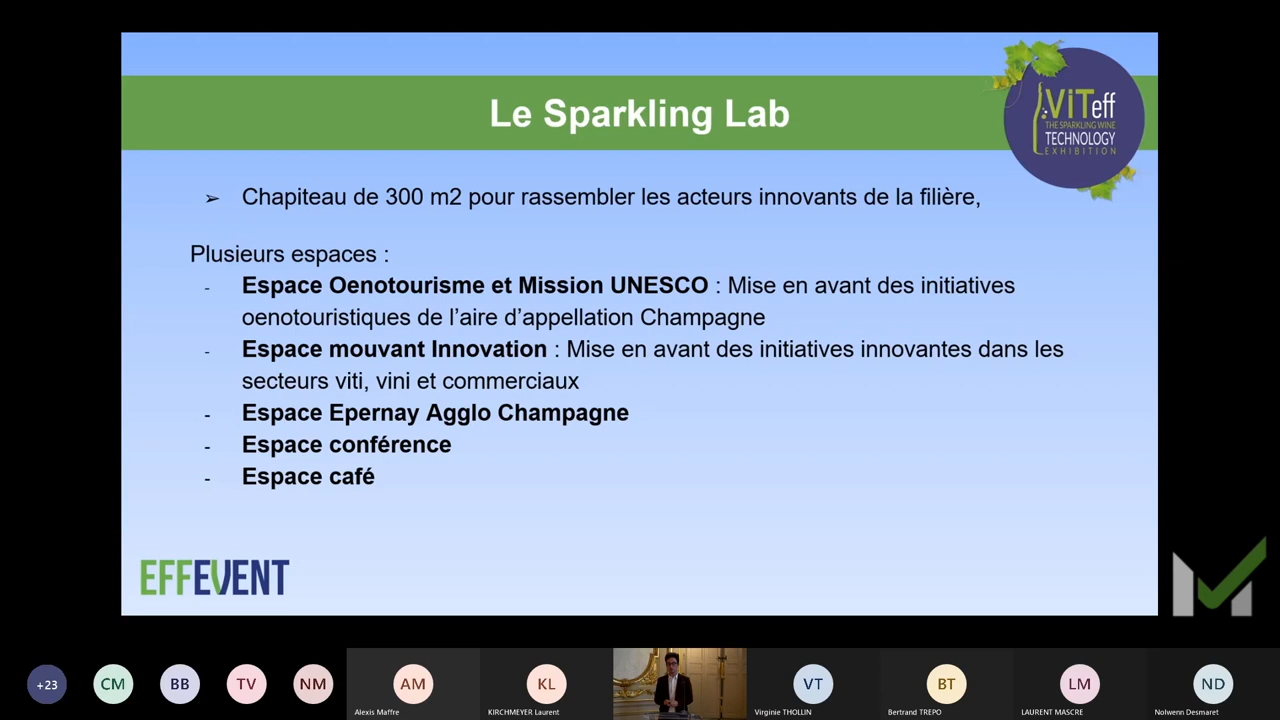 Le Sparkling Lab
ViTeff
THE SPARKLING WINE
TECHNOLOGY
EXHIBITION
➢ Chapiteau de 300 m2 pour rassembler les acteurs innovants de la filière,
Plusieurs espaces :
- Espace Oenotourisme et Mission UNESCO : Mise en avant des initiatives
oenotouristiques de l’aire d’appellation Champagne
- Espace mouvant Innovation : Mise en avant des initiatives innovantes dans les
secteurs viti, vini et commerciaux
- Espace Epernay Agglo Champagne
- Espace conférence
- Espace café
EFFEVENT
M
+23 CM BB TV NM AM KL VT BT LM ND
Alexis Maffre KIRCHMEYER Laurent Virginie THOLLIN Bertrand TREPO LAURENT MASCRE Nolwenn Desmaret